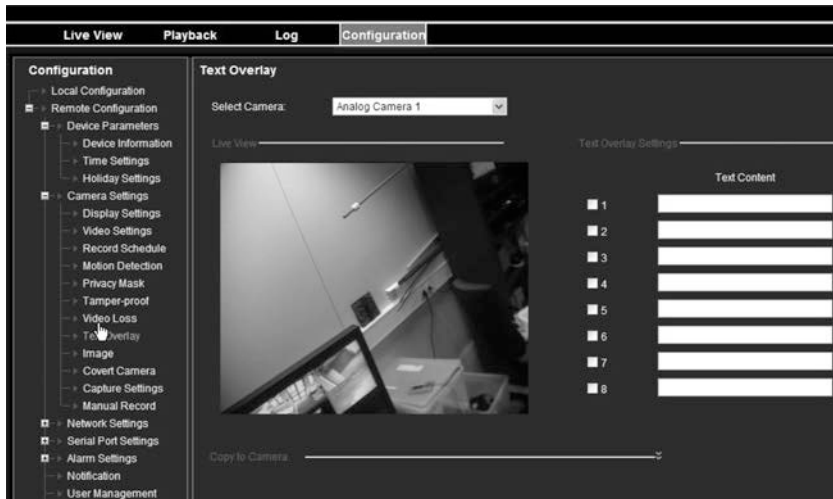 Live View Playback Log Configuration
Configuration
Local Configuration
Remote Configuration
Device Parameters
Device Information
Time Settings
Holiday Settings
Camera Settings
Display Settings
Video Settings
Record Schedule
Motion Detection
Privacy Mask
Tamper-proof
Video Loss
Text Overlay
Image
Covert Camera
Capture Settings
Manual Record
Network Settings
Serial Port Settings
Alarm Settings
Notification
User Management
Text Overlay
Select Camera: Analog Camera 1
Live View
Text Overlay Settings
Text Content
1
2
3
4
5
6
7
8
Copy to Camera: